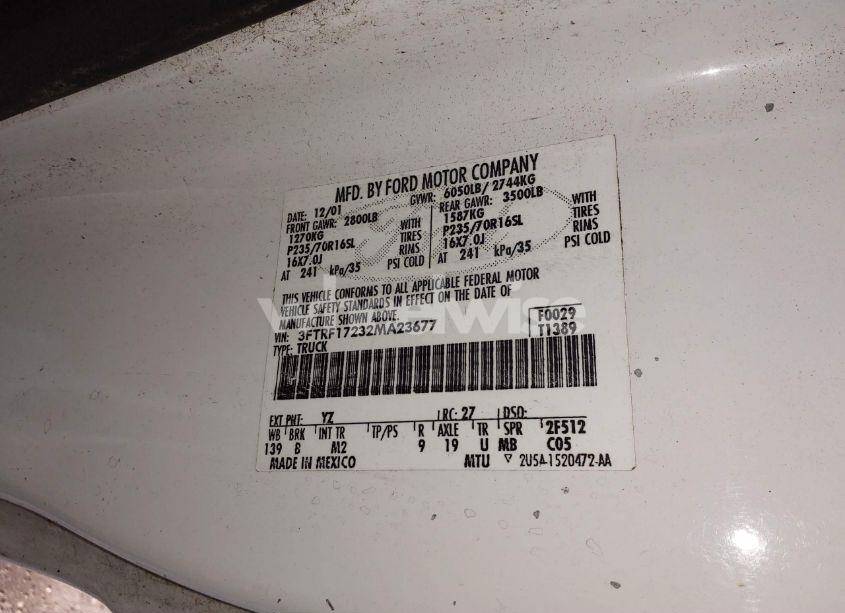 MFD. BY FORD MOTOR COMPANY
DATE: 12/01 GVWR: 6050LB/ 2744KG
FRONT GAWR: 2800LB REAR GAWR: 3500LB
1270KG WITH 1587KG WITH
P235/70R16SL TIRES P235/70R16SL TIRES
16X7.0J RIMS 16X7.0J RIMS
AT 241 kPa/35 PSI COLD AT 241 kPa/35 PSI COLD
THIS VEHICLE CONFORMS TO ALL APPLICABLE FEDERAL MOTOR
VEHICLE SAFETY STANDARDS IN EFFECT ON THE DATE OF
MANUFACTURE SHOWN ABOVE.
VIN: 3FTRF17232MA23677 F0029
TYPE: TRUCK T1389
EXT PNT: YZ RC: 27 DSO:
WB BRK INT TR TP/PS R AXLE TR SPR 2F512
139 B M2 9 19 U MB C05
MADE IN MEXICO MTU 2U5A-1520472-AA
wheelwise